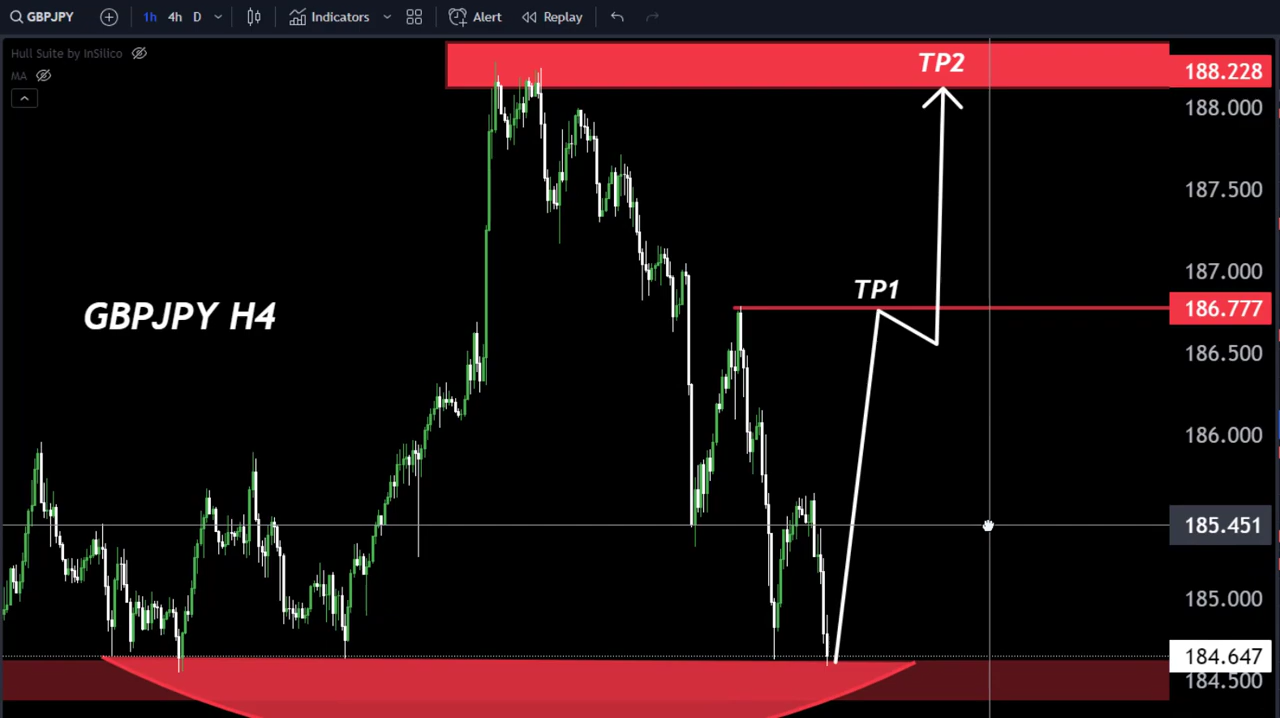 GBPJPY 1h 4h D Indicators Alert Replay
Hull Suite by InSilico
MA
TP2
188.228
188.000
187.500
187.000
TP1
186.777
GBPJPY H4
186.500
186.000
185.451
185.000
184.647
184.500